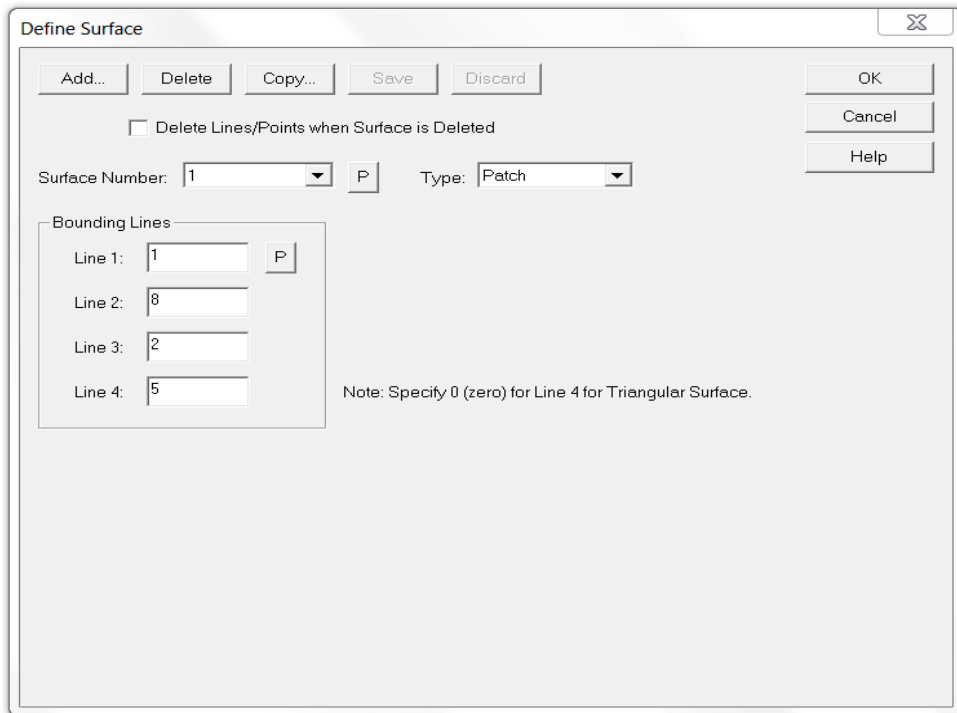 Define Surface
Add... Delete Copy... Save Discard OK
Cancel
Delete Lines/Points when Surface is Deleted
Help
Surface Number: 1 P Type: Patch
Bounding Lines
Line 1: 1 P
Line 2: 8
Line 3: 2
Line 4: 5 Note: Specify 0 (zero) for Line 4 for Triangular Surface.